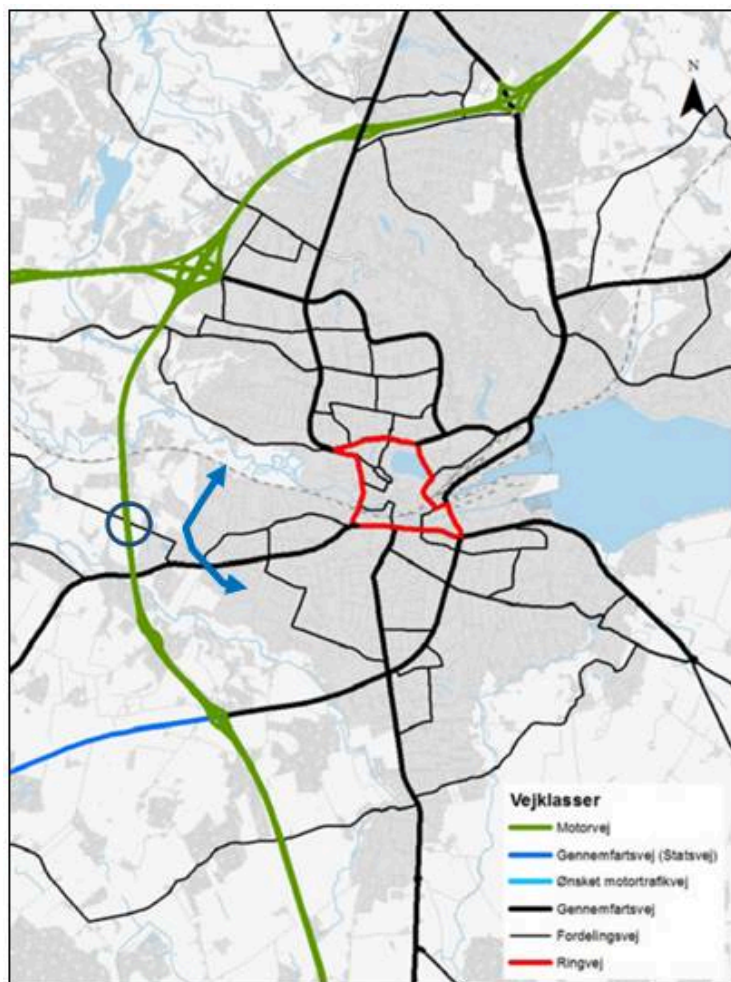 N
Vejklasser
Motorvej
Gennemfartsvej (Statsvej)
Ønsket motortrafikvej
Gennemfartsvej
Fordelingsvej
Ringvej